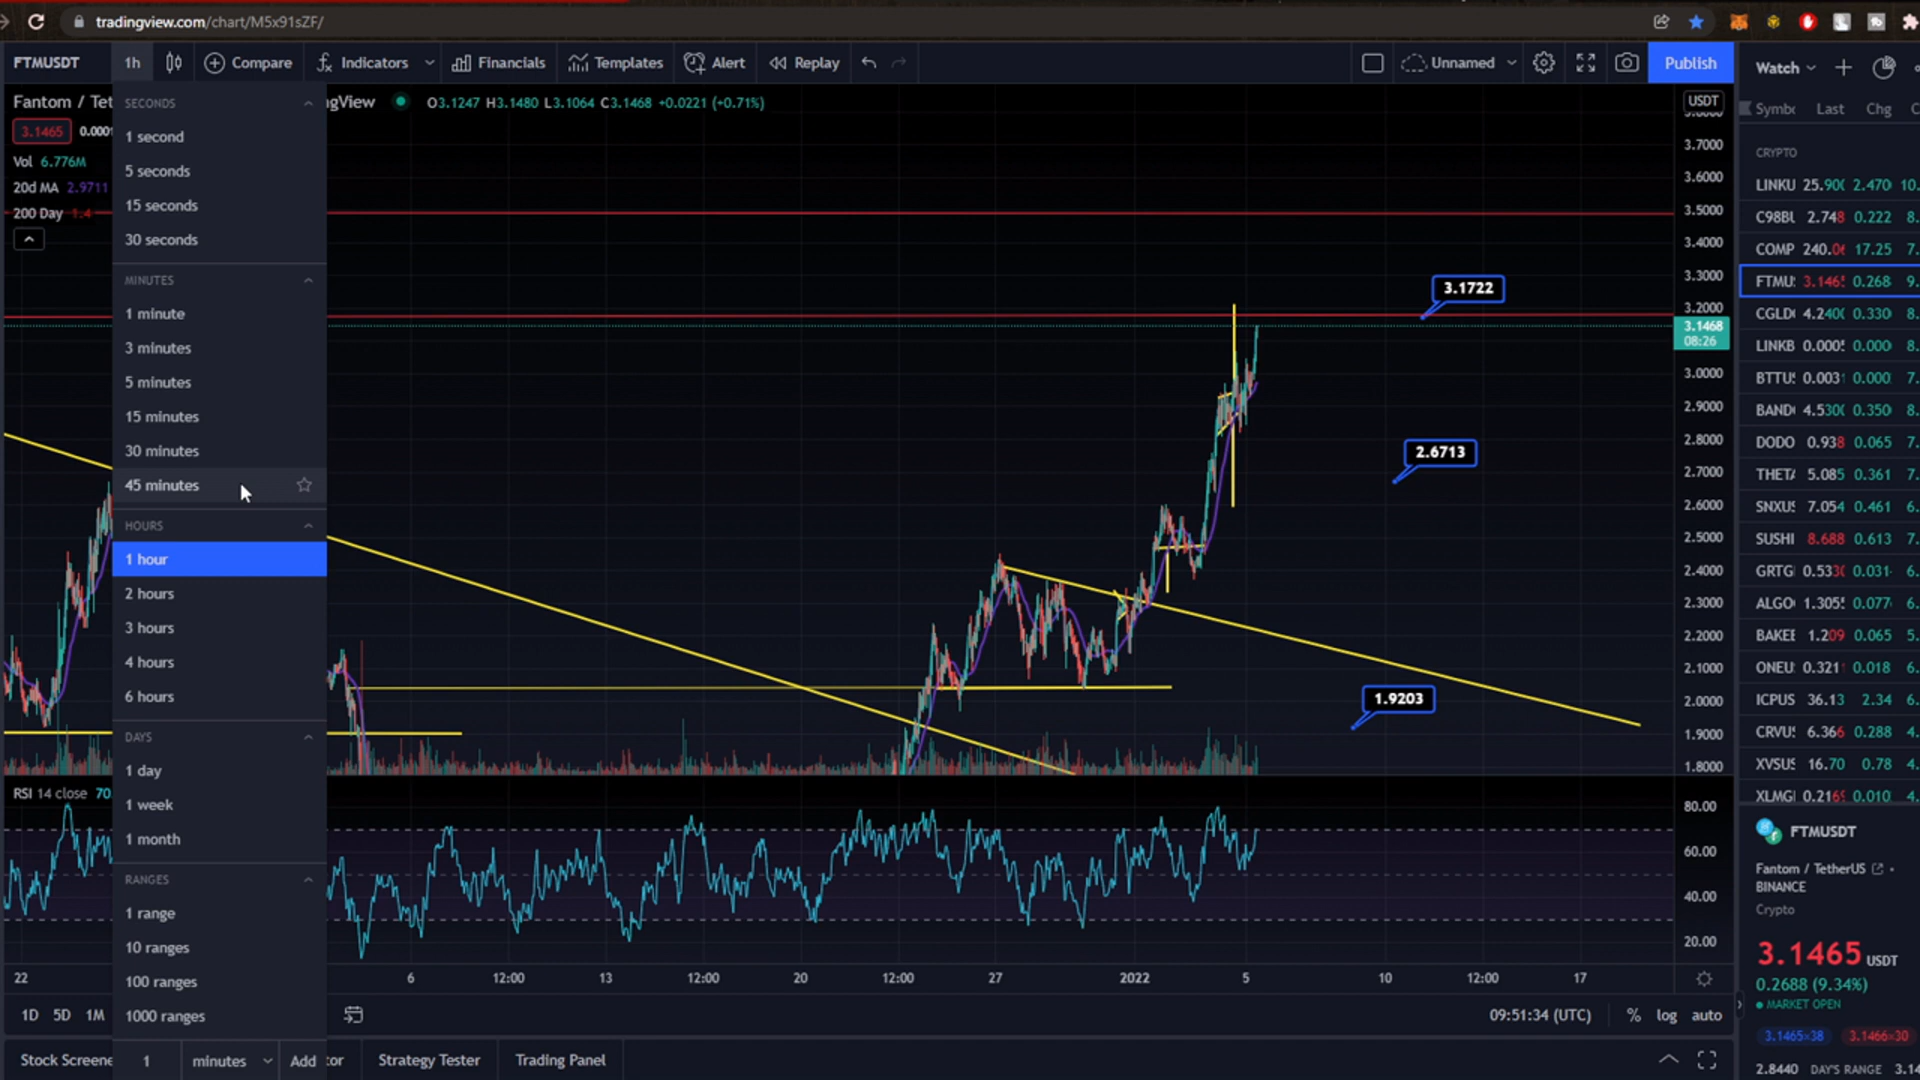 tradingview.com/chart/M5x91sZF/
FTMUSDT 1h Compare Indicators Financials Templates Alert Replay Unnamed Publish
Watch
Fantom / Tet
gView O3.1247 H3.1480 L3.1064 C3.1468 +0.0221 (+0.71%)
3.1465
Vol 6.776M
20d MA 2.9711
200 Day 1.4
SECONDS
1 second
5 seconds
15 seconds
30 seconds
MINUTES
1 minute
3 minutes
5 minutes
15 minutes
30 minutes
45 minutes
HOURS
1 hour
2 hours
3 hours
4 hours
6 hours
DAYS
1 day
1 week
1 month
RANGES
1 range
10 ranges
100 ranges
1000 ranges
1 minutes Add
3.1722
2.6713
1.9203
USDT
3.7000
3.6000
3.5000
3.4000
3.3000
3.2000
3.1468
08:26
3.0000
2.9000
2.8000
2.7000
2.6000
2.5000
2.4000
2.3000
2.2000
2.1000
2.0000
1.9000
1.8000
RSI 14 close 70
80.00
60.00
40.00
20.00
22 6 12:00 13 12:00 20 12:00 27 2022 5 10 12:00 17
1D 5D 1M
09:51:34 (UTC) % log auto
Stock Screene
tor Strategy Tester Trading Panel
Symbo Last Chg C
CRYPTO
LINKU 25.90 2.470 10.
C98BU 2.748 0.222 8.
COMP 240.0 17.25 7.
FTMU 3.146 0.268 9.
CGLD 4.240 0.330 8.
LINKB 0.000 0.000 8.
BTTU 0.003 0.000 7.
BAND 4.530 0.350 8.
DODO 0.938 0.065 7.
THETA 5.085 0.361 7.
SNXU 7.054 0.461 6.
SUSHI 8.688 0.613 7.
GRTG 0.533 0.031 6.
ALGO 1.305 0.077 6.
BAKEE 1.209 0.065 5.
ONEU 0.321 0.018 6.
ICPUS 36.13 2.34 6.
CRVU 6.366 0.288 4.
XVSU 16.70 0.78 4.
XLMG 0.216 0.010 4.
FTMUSDT
Fantom / TetherUS
BINANCE
Crypto
3.1465 USDT
0.2688 (9.34%)
MARKET OPEN
3.1465×38 3.1466×30
2.8440 DAY'S RANGE 3.14